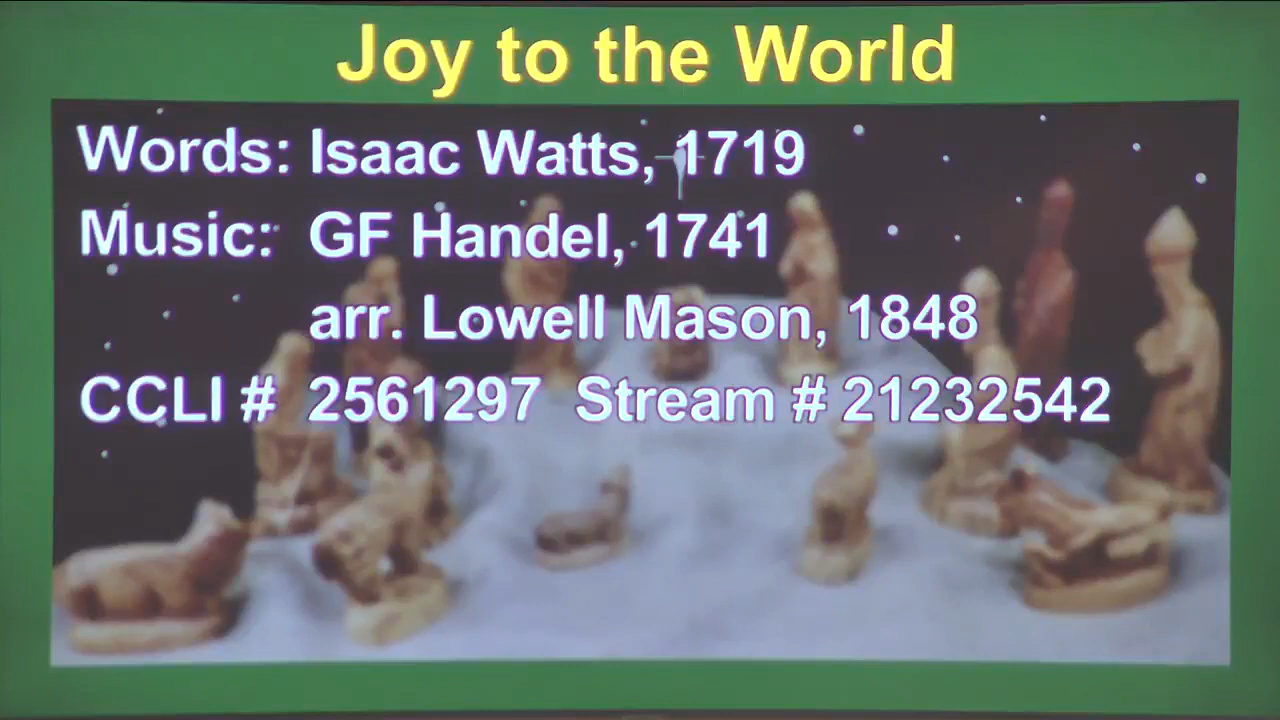 Joy to the World
Words: Isaac Watts, 1719
Music: GF Handel, 1741
arr. Lowell Mason, 1848
CCLI # 2561297 Stream # 21232542